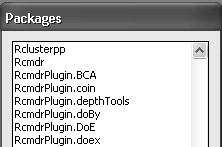 Packages
Rclusterpp
Rcmdr
RcmdrPlugin.BCA
RcmdrPlugin.coin
RcmdrPlugin.depthTools
RcmdrPlugin.doBy
RcmdrPlugin.DoE
RcmdrPlugin.doex